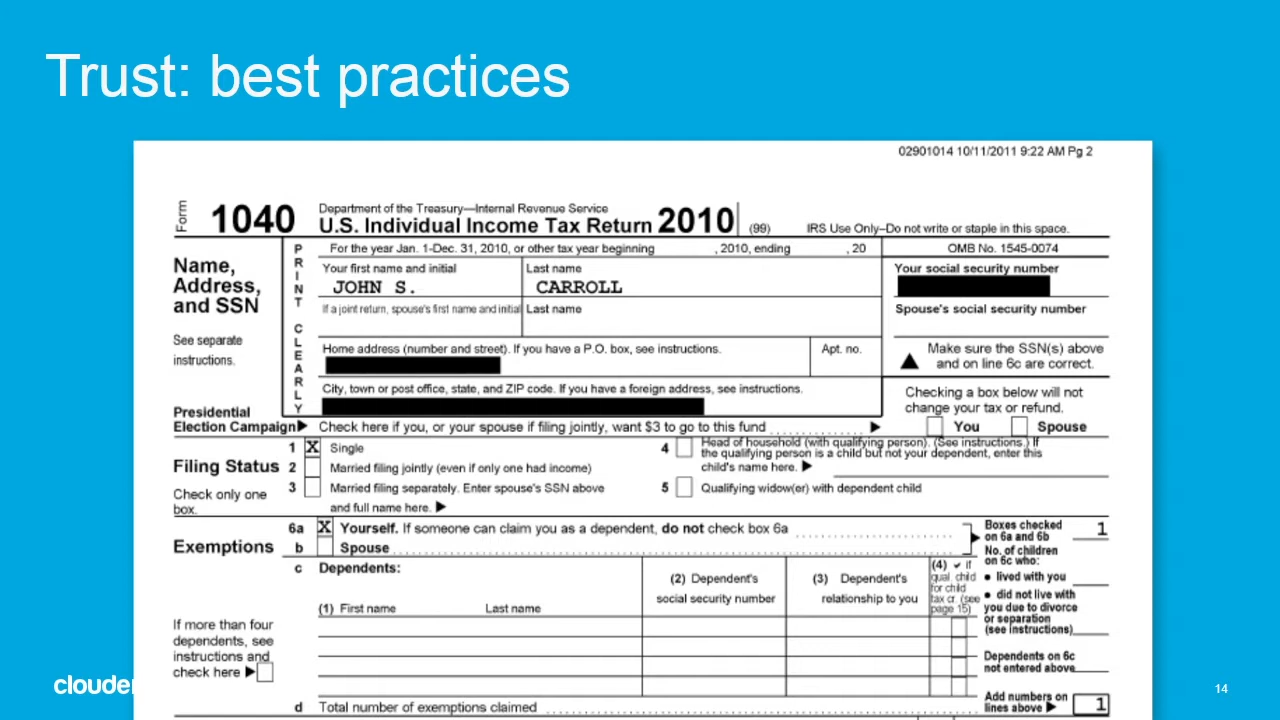 Trust: best practices
02901014 10/11/2011 9:22 AM Pg 2
Form 1040
Department of the Treasury—Internal Revenue Service
U.S. Individual Income Tax Return 2010 (99)
IRS Use Only–Do not write or staple in this space.
Name, Address, and SSN
See separate instructions.
PRINT CLEARLY
For the year Jan. 1-Dec. 31, 2010, or other tax year beginning , 2010, ending , 20
OMB No. 1545-0074
Your first name and initial
JOHN S.
Last name
CARROLL
Your social security number
If a joint return, spouse's first name and initial
Last name
Spouse's social security number
Home address (number and street). If you have a P.O. box, see instructions.
Apt. no.
Make sure the SSN(s) above
and on line 6c are correct.
City, town or post office, state, and ZIP code. If you have a foreign address, see instructions.
Checking a box below will not
change your tax or refund.
Presidential
Election Campaign
Check here if you, or your spouse if filing jointly, want $3 to go to this fund
You
Spouse
Filing Status
Check only one
box.
1 X Single
2 Married filing jointly (even if only one had income)
3 Married filing separately. Enter spouse's SSN above
and full name here.
4 Head of household (with qualifying person). (See instructions.) If
the qualifying person is a child but not your dependent, enter this
child's name here.
5 Qualifying widow(er) with dependent child
Exemptions
6a X Yourself. If someone can claim you as a dependent, do not check box 6a
b Spouse
c Dependents:
(1) First name
Last name
(2) Dependent's
social security number
(3) Dependent's
relationship to you
(4) ✓ if
qual. child
for child
tax cr. (see
page 15)
If more than four
dependents, see
instructions and
check here
d Total number of exemptions claimed
Boxes checked
on 6a and 6b
1
No. of children
on 6c who:
• lived with you
• did not live with
you due to divorce
or separation
(see instructions)
Dependents on 6c
not entered above
Add numbers on
lines above
1
clouder
14